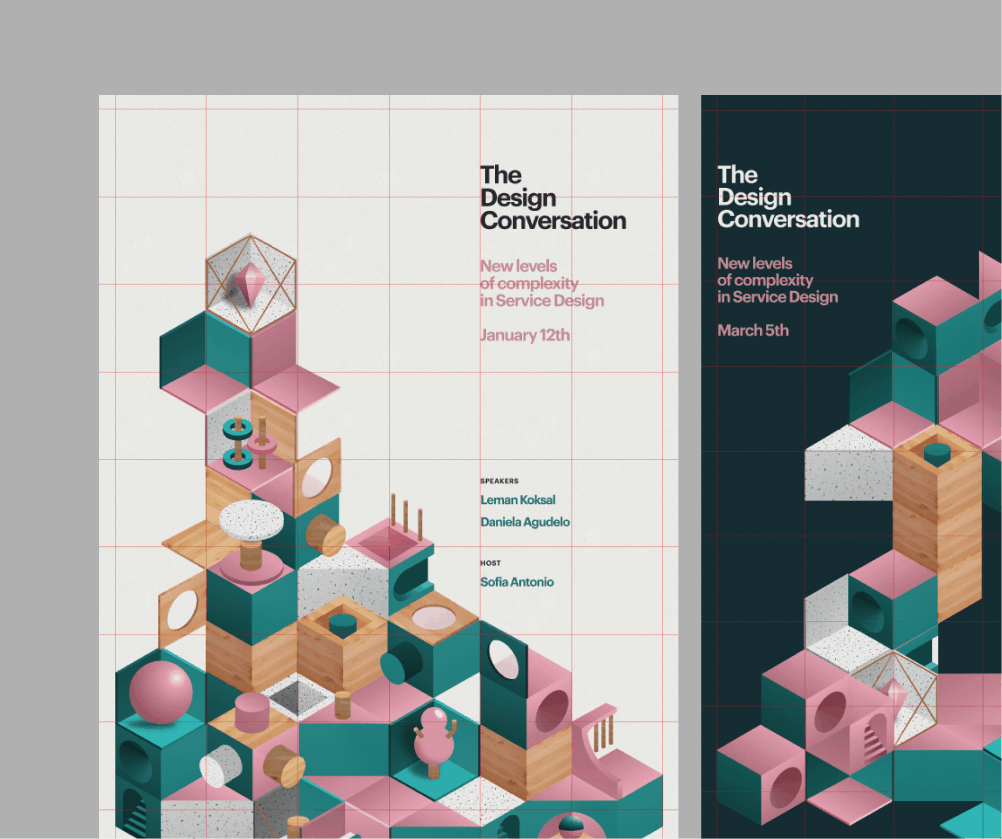 The
Design
Conversation
New levels
of complexity
in Service Design
January 12th
SPEAKERS
Leman Koksal
Daniela Agudelo
HOST
Sofia Antonio
The
Design
Conversation
New levels
of complexity
in Service Design
March 5th